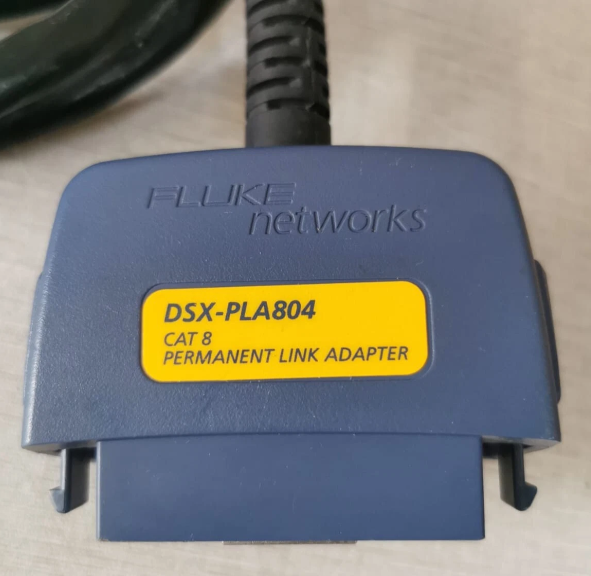 FLUKE
networks
DSX-PLA804
CAT 8
PERMANENT LINK ADAPTER